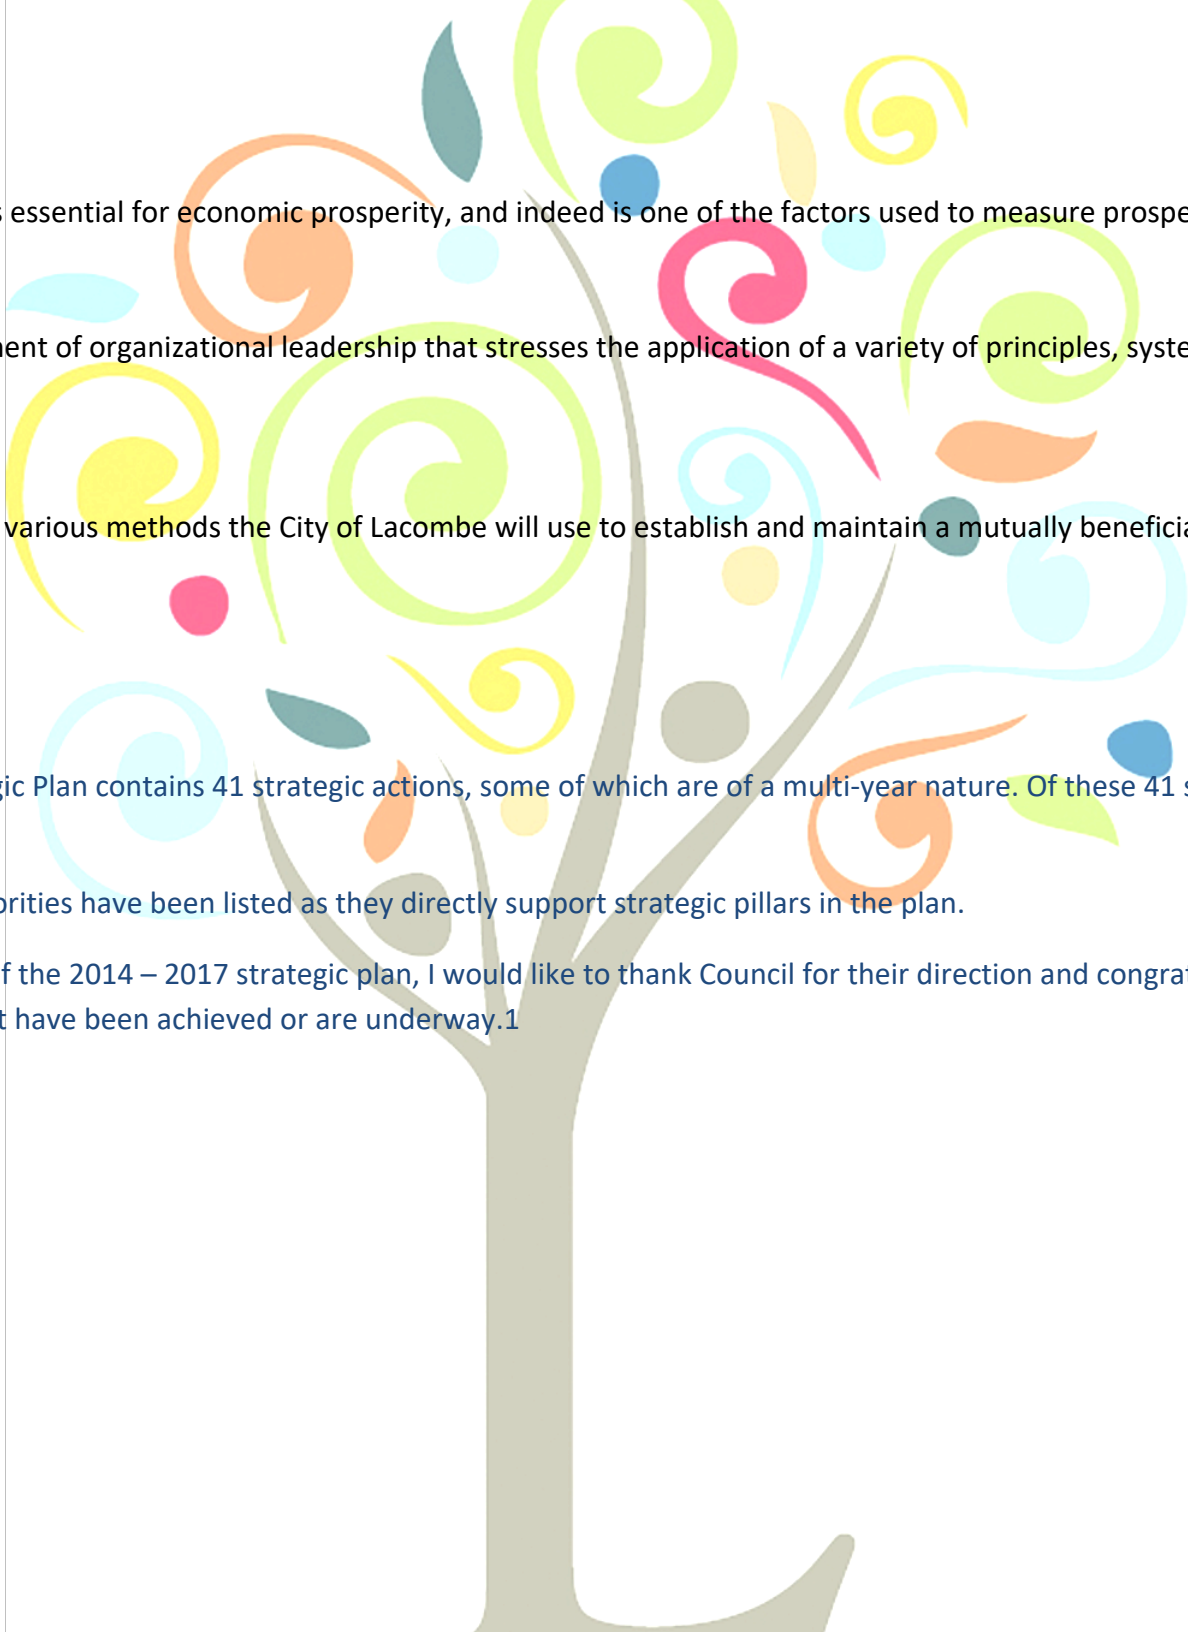 s essential for economic prosperity, and indeed is one of the factors used to measure prospe
ent of organizational leadership that stresses the application of a variety of principles, syste
various methods the City of Lacombe will use to establish and maintain a mutually beneficia
gic Plan contains 41 strategic actions, some of which are of a multi-year nature. Of these 41 s
orities have been listed as they directly support strategic pillars in the plan.
f the 2014 – 2017 strategic plan, I would like to thank Council for their direction and congrat
t have been achieved or are underway.1